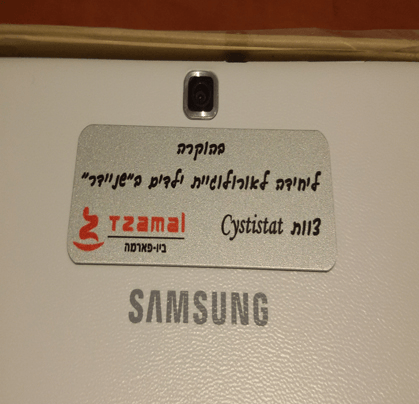 בהוקרה
ליחידה לאורולוגיית ילדים ב"שניידר"
צוות Cystistat
TZAMAL
ביו-פארמה
SAMSUNG